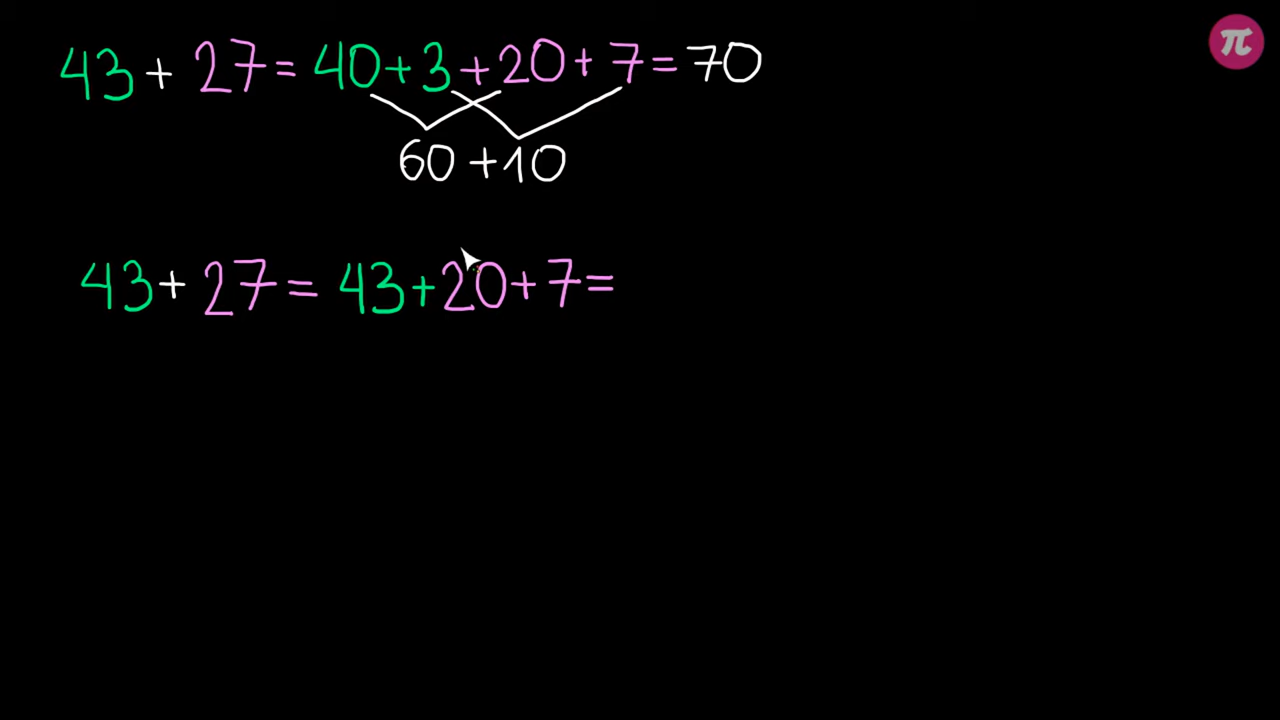 43 + 27 = 40 + 3 + 20 + 7 = 70
60 + 10
43 + 27 = 43 + 20 + 7 =
π